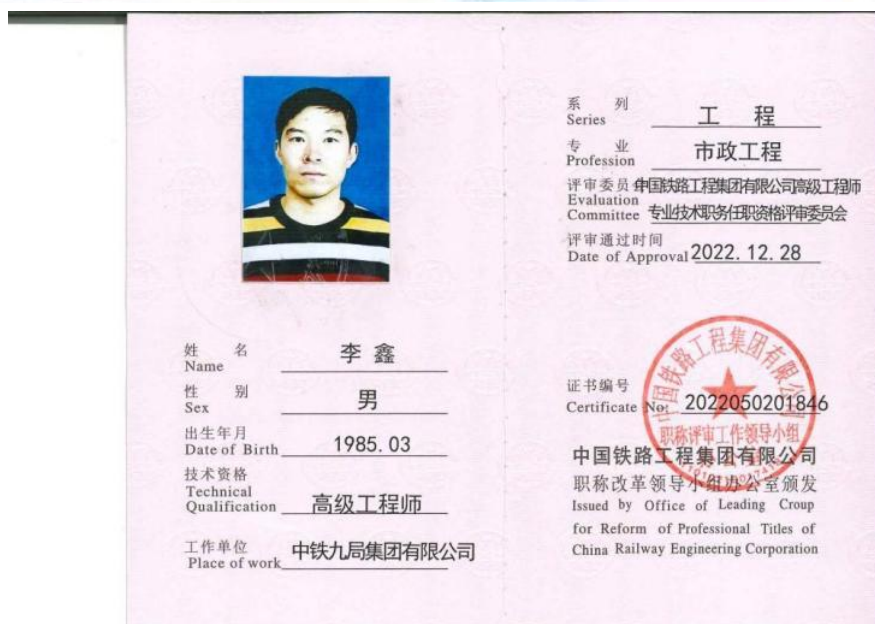 姓名 李鑫
Name
性别 男
Sex
出生年月 1985.03
Date of Birth
技术资格
Technical
Qualification 高级工程师
工作单位 中铁九局集团有限公司
Place of work
系列 工程
Series
专业 市政工程
Profession
评审委员会 中国铁路工程集团有限公司高级工程师
Evaluation
Committee 专业技术职务任职资格评审委员会
评审通过时间
Date of Approval 2022.12.28
中国铁路工程集团有限公司
职称评审工作领导小组
证书编号
Certificate No: 2022050201846
中国铁路工程集团有限公司
职称改革领导小组办公室颁发
Issued by Office of Leading Croup
for Reform of Professional Titles of
China Railway Engineering Corporation